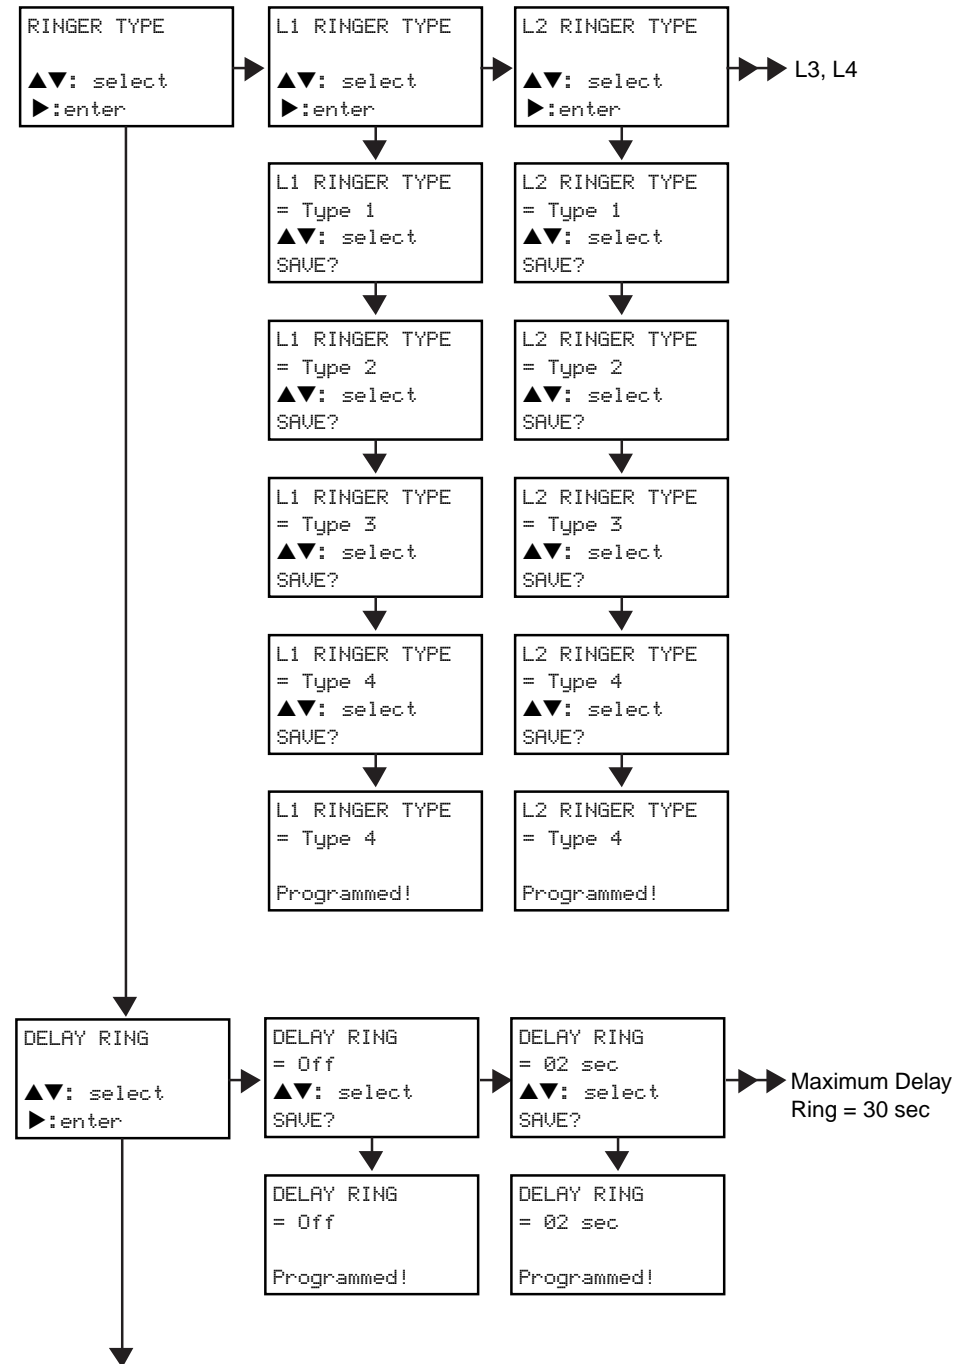 RINGER TYPE
▲▼: select
▶:enter
L1 RINGER TYPE
▲▼: select
▶:enter
L2 RINGER TYPE
▲▼: select
▶:enter
L3, L4
L1 RINGER TYPE
= Type 1
▲▼: select
SAVE?
L2 RINGER TYPE
= Type 1
▲▼: select
SAVE?
L1 RINGER TYPE
= Type 2
▲▼: select
SAVE?
L2 RINGER TYPE
= Type 2
▲▼: select
SAVE?
L1 RINGER TYPE
= Type 3
▲▼: select
SAVE?
L2 RINGER TYPE
= Type 3
▲▼: select
SAVE?
L1 RINGER TYPE
= Type 4
▲▼: select
SAVE?
L2 RINGER TYPE
= Type 4
▲▼: select
SAVE?
L1 RINGER TYPE
= Type 4
Programmed!
L2 RINGER TYPE
= Type 4
Programmed!
DELAY RING
▲▼: select
▶:enter
DELAY RING
= Off
▲▼: select
SAVE?
DELAY RING
= 02 sec
▲▼: select
SAVE?
Maximum Delay
Ring = 30 sec
DELAY RING
= Off
Programmed!
DELAY RING
= 02 sec
Programmed!